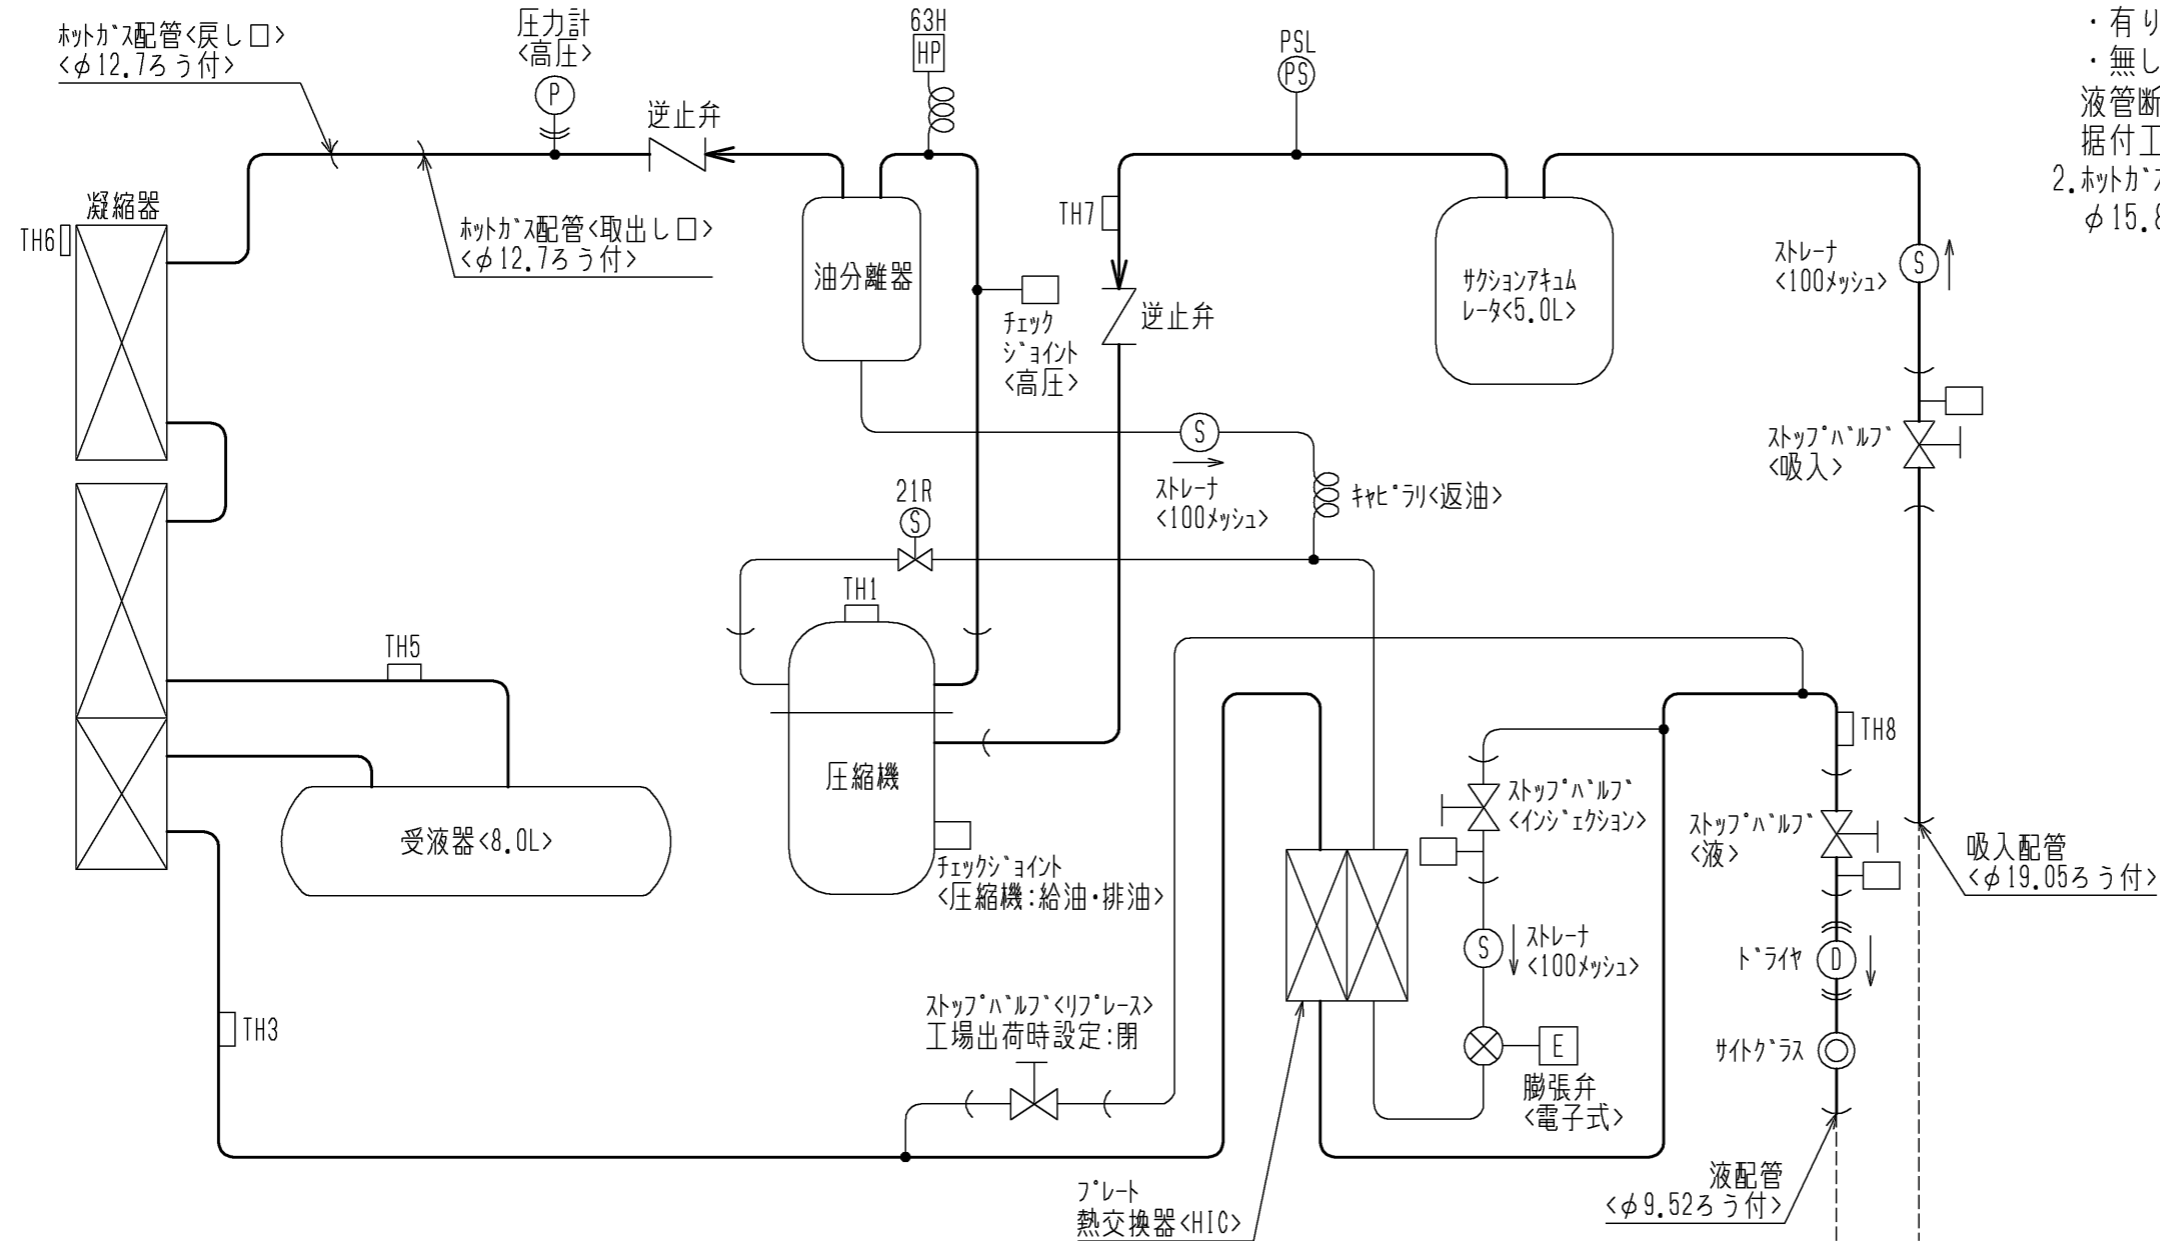 ﾎｯﾄｶﾞｽ配管<戻し口>
<φ12.7ろう付>
圧力計
<高圧>
P
逆止弁
63H
HP
PSL
PS
・有り
・無し
液管断
据付工
2.ﾎｯﾄｶﾞｽ
φ15.8
凝縮器
TH6
ﾎｯﾄｶﾞｽ配管<取出し口>
<φ12.7ろう付>
油分離器
チェック
ジョイント
<高圧>
TH7
逆止弁
サクションアキュム
レータ<5.0L>
ストレーナ
<100メッシュ>
S
ストップバルブ
<吸入>
S
ストレーナ
<100メッシュ>
キャピラリ<返油>
21R
S
TH1
TH5
圧縮機
受液器<8.0L>
チェックジョイント
<圧縮機:給油・排油>
TH8
ストップバルブ
<インジェクション>
ストップバルブ
<液>
吸入配管
<φ19.05ろう付>
S
ストレーナ
<100メッシュ>
ドライヤ
D
TH3
ストップバルブ<リプレース>
工場出荷時設定:閉
E
膨張弁
<電子式>
サイトグラス
プレート
熱交換器<HIC>
液配管
<φ9.52ろう付>